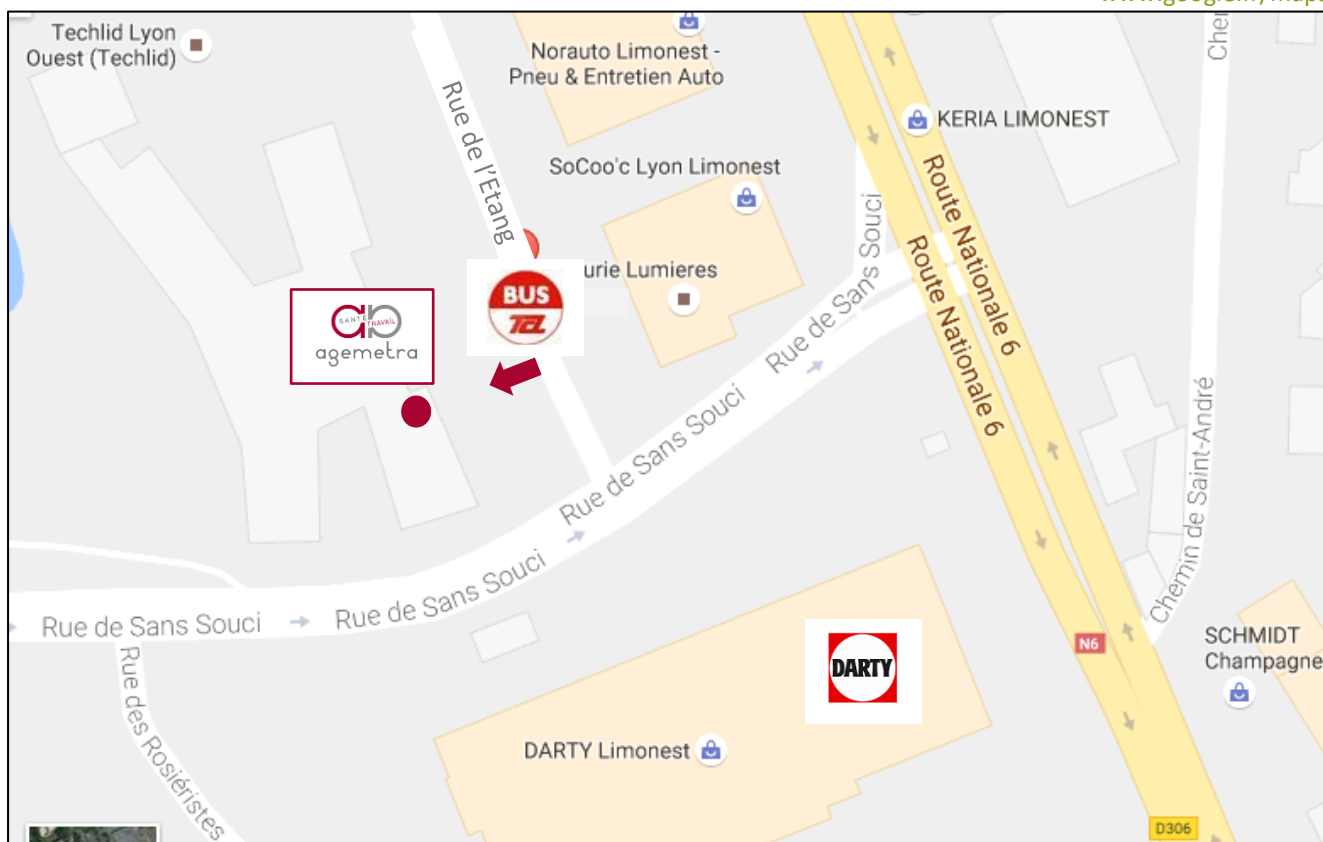 Techlid Lyon
Ouest (Techlid)
Norauto Limonest -
Pneu & Entretien Auto
KERIA LIMONEST
Rue de l'Etang
SoCoo'c Lyon Limonest
urie Lumieres
Route Nationale 6
Route Nationale 6
Rue de Sans Souci
BUS
TCL
SANTÉ TRAVAIL
agemetra
Rue de Sans Souci
Rue de Sans Souci
Rue de Sans Souci
Rue de Sans Souci
Chemin de Saint-André
Rue des Rosiéristes
N6
SCHMIDT
Champagne
DARTY
DARTY Limonest
D306